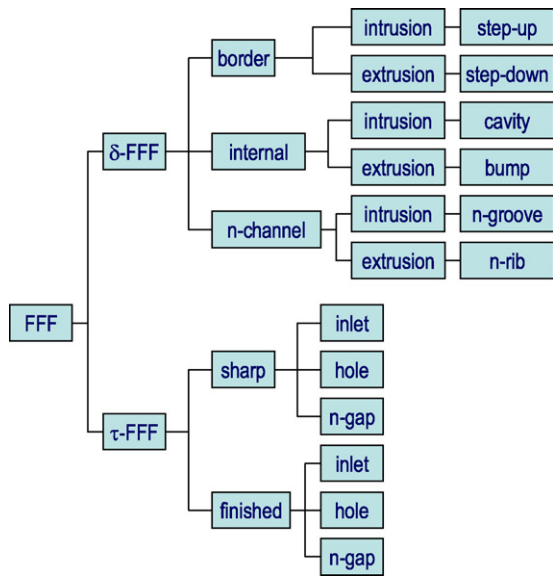 intrusion
step-up
border
extrusion
step-down
intrusion
cavity
δ-FFF
internal
extrusion
bump
intrusion
n-groove
n-channel
extrusion
n-rib
FFF
inlet
sharp
hole
n-gap
τ-FFF
inlet
finished
hole
n-gap